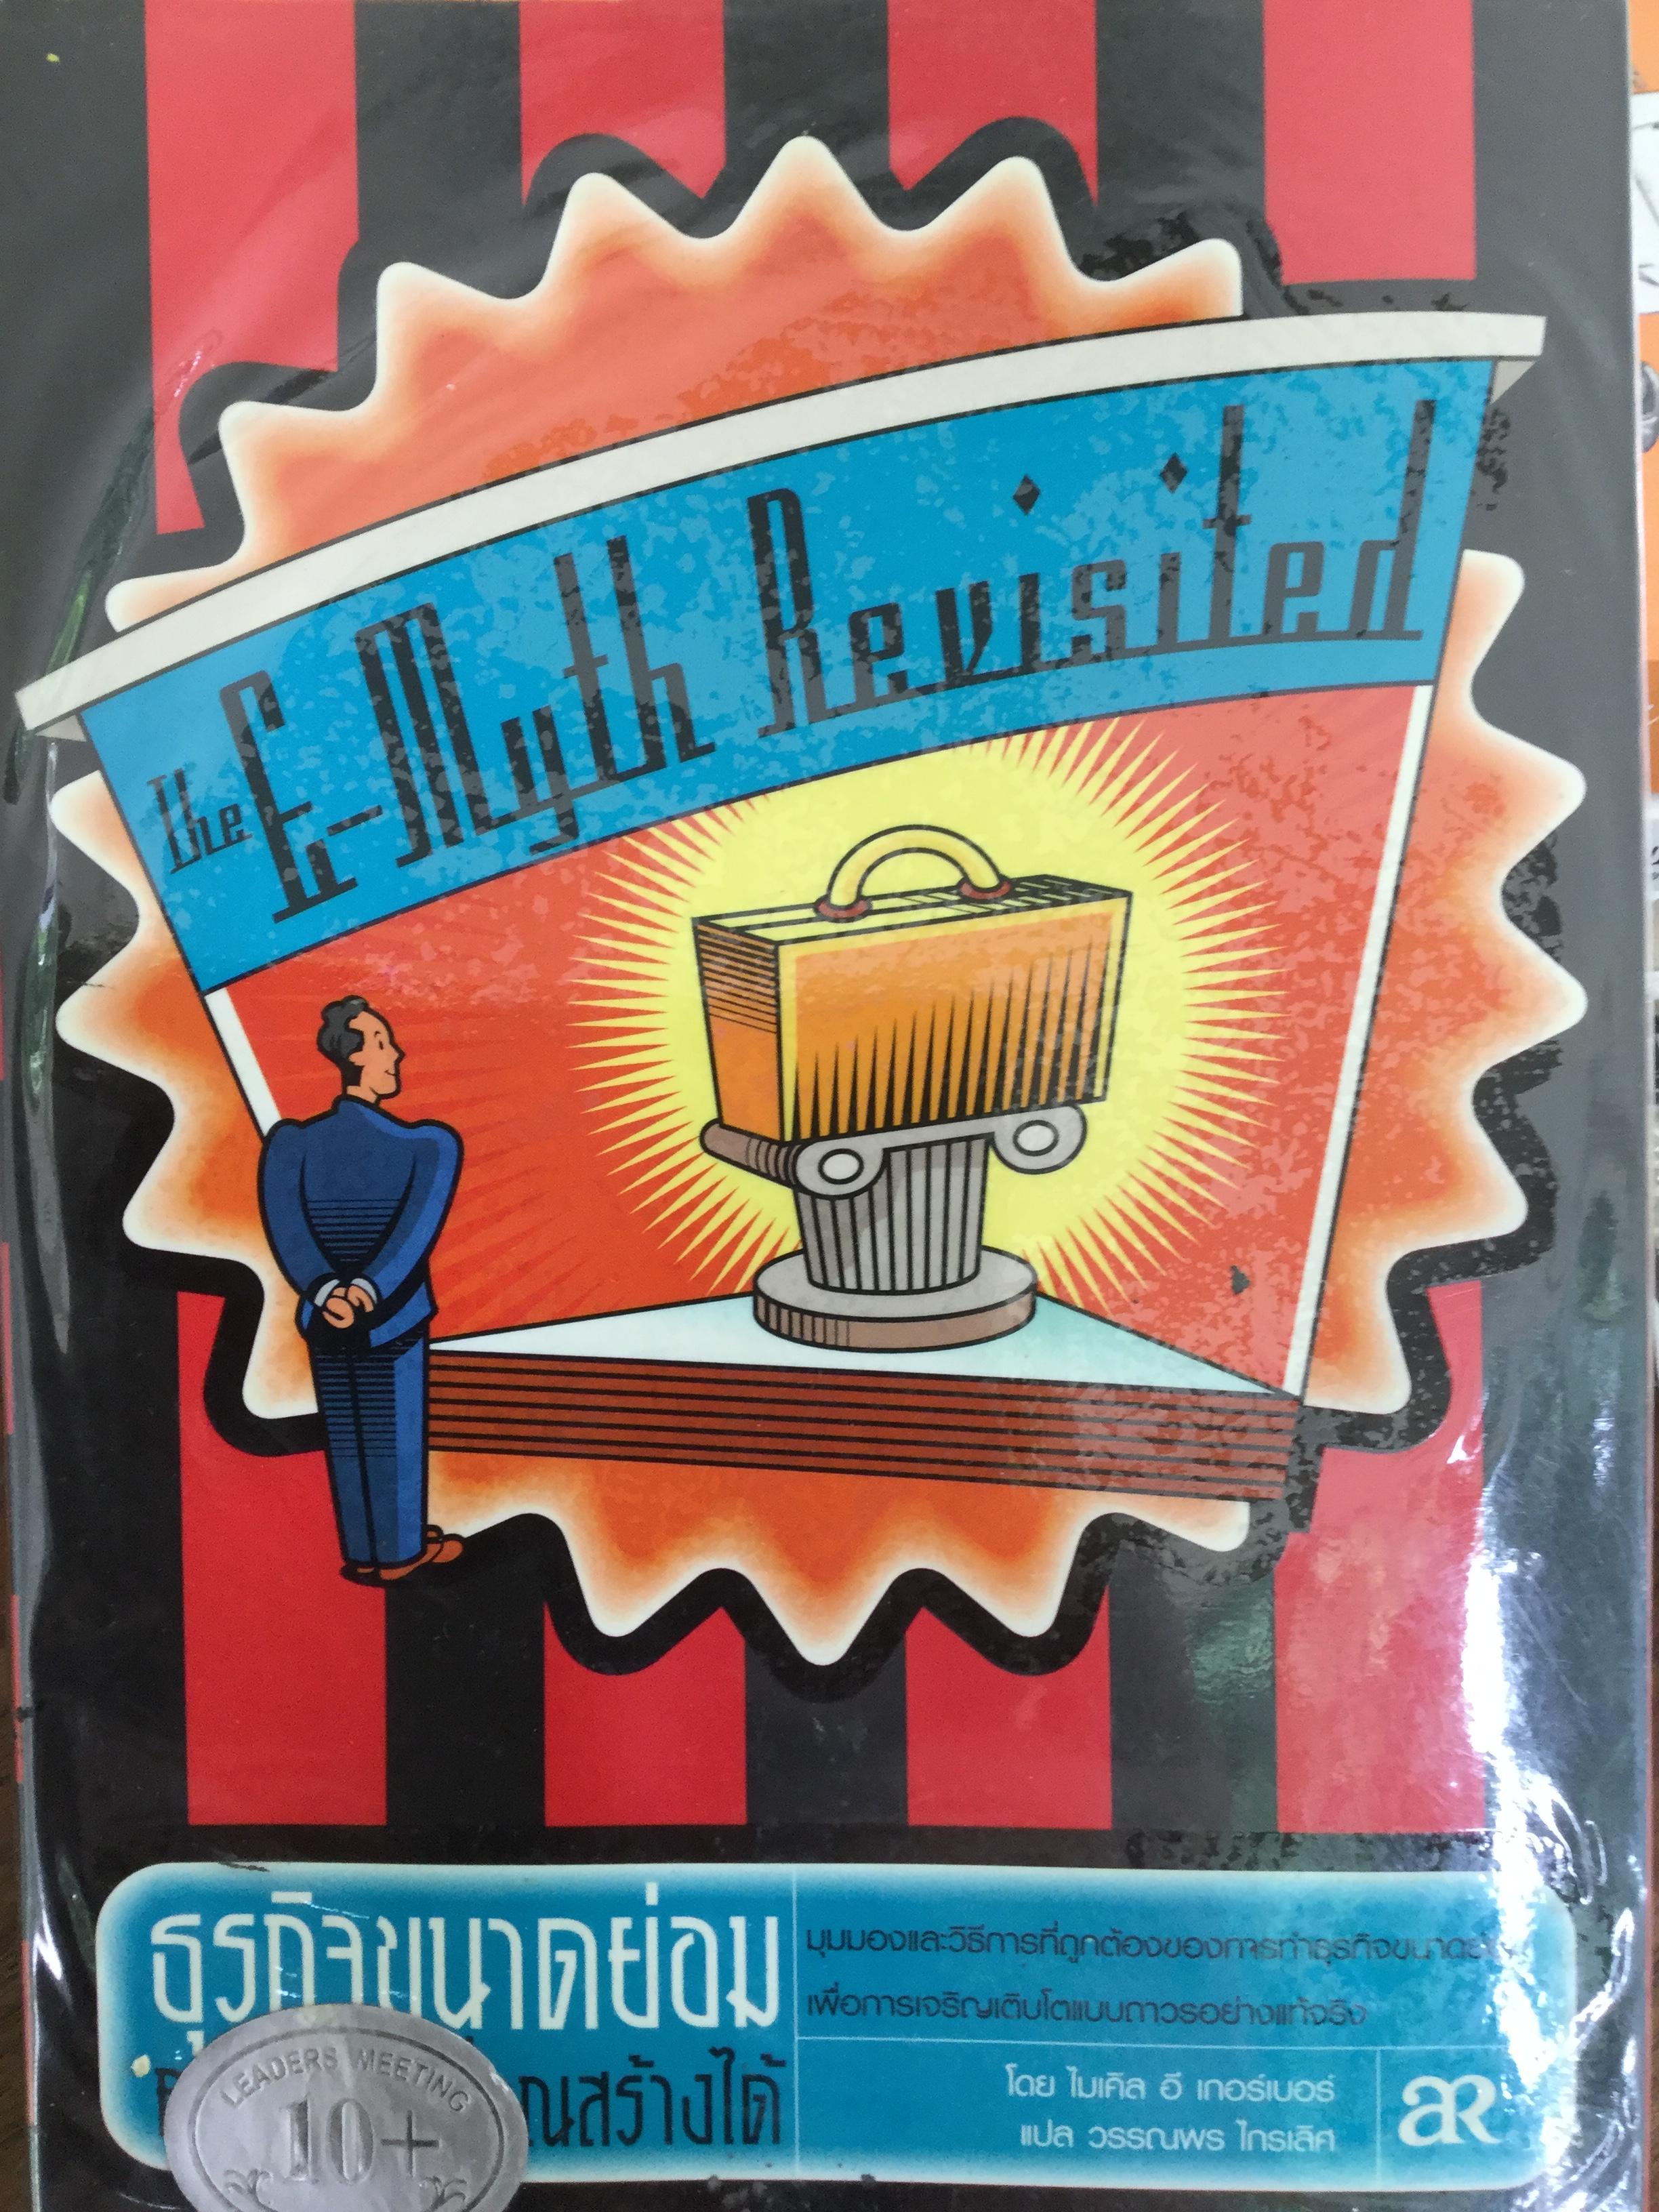 the E-Myth Revisited
ธุรกิจขนาดย่อม
คุณสร้างได้
มุมมองและวิธีการที่ถูกต้องของการทำธุรกิจขนาดย่อม
เพื่อการเจริญเติบโตแบบถาวรอย่างแท้จริง
โดย ไมเคิล อี เกอร์เบอร์
แปล วรรณพร ไกรเลิศ
aR
LEADERS MEETING
10+